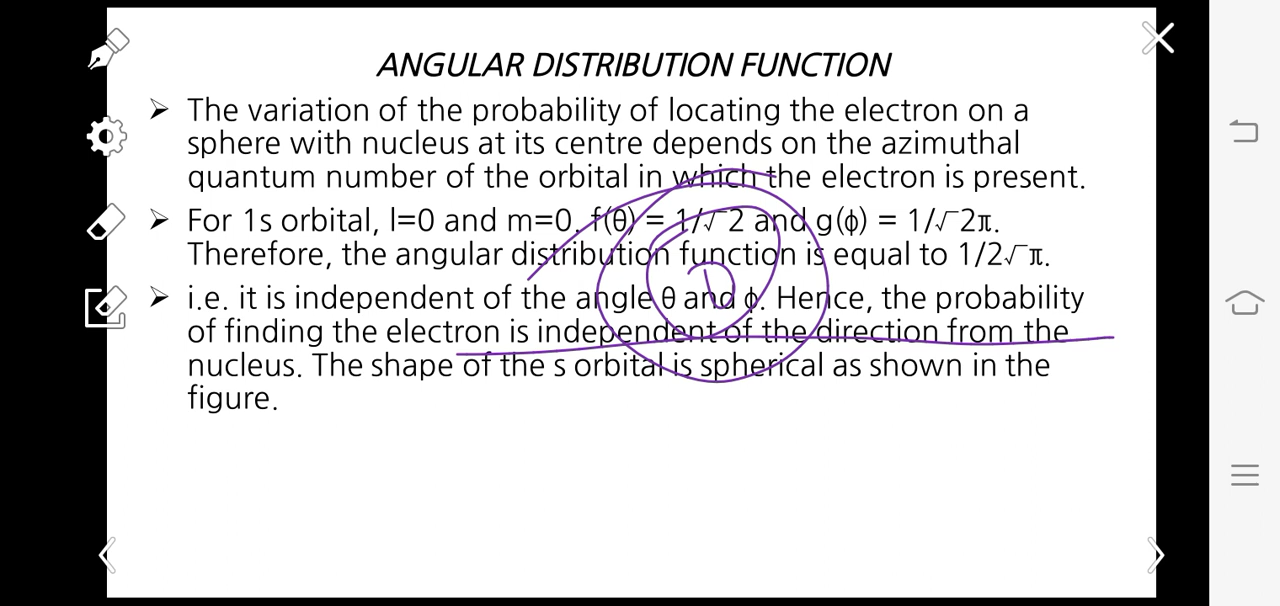 ANGULAR DISTRIBUTION FUNCTION
➢ The variation of the probability of locating the electron on a
sphere with nucleus at its centre depends on the azimuthal
quantum number of the orbital in which the electron is present.
➢ For 1s orbital, l=0 and m=0. f(θ) = 1/√2 and g(ϕ) = 1/√2π.
Therefore, the angular distribution function is equal to 1/2√π.
➢ i.e. it is independent of the angle θ and ϕ. Hence, the probability
of finding the electron is independent of the direction from the
nucleus. The shape of the s orbital is spherical as shown in the
figure.